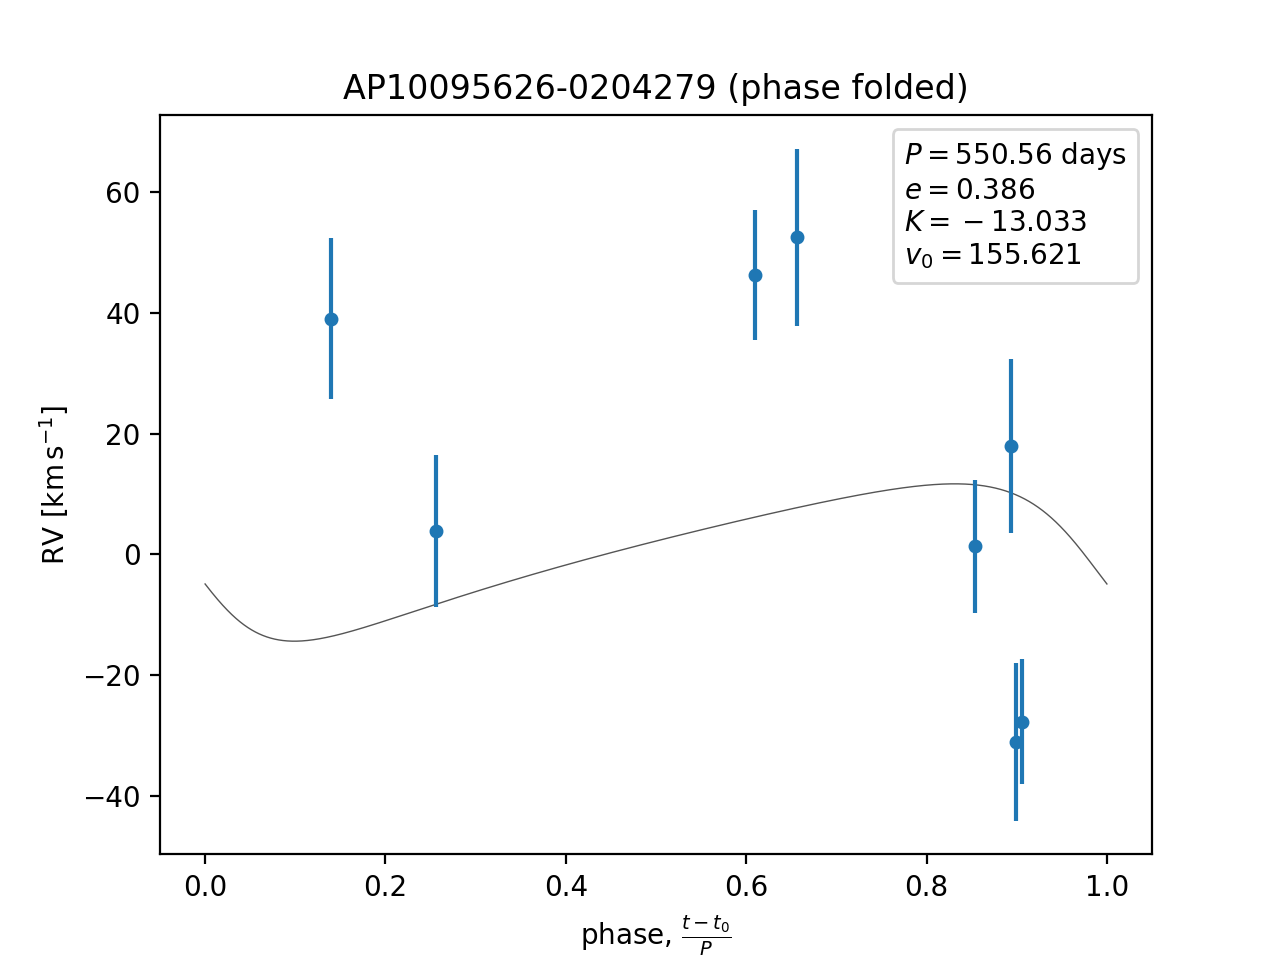 AP10095626-0204279 (phase folded)
P = 550.56 days
e = 0.386
K = −13.033
v₀ = 155.621
RV [km s⁻¹]
60
40
20
0
−20
−40
0.0 0.2 0.4 0.6 0.8 1.0
phase, (t − t₀)/P